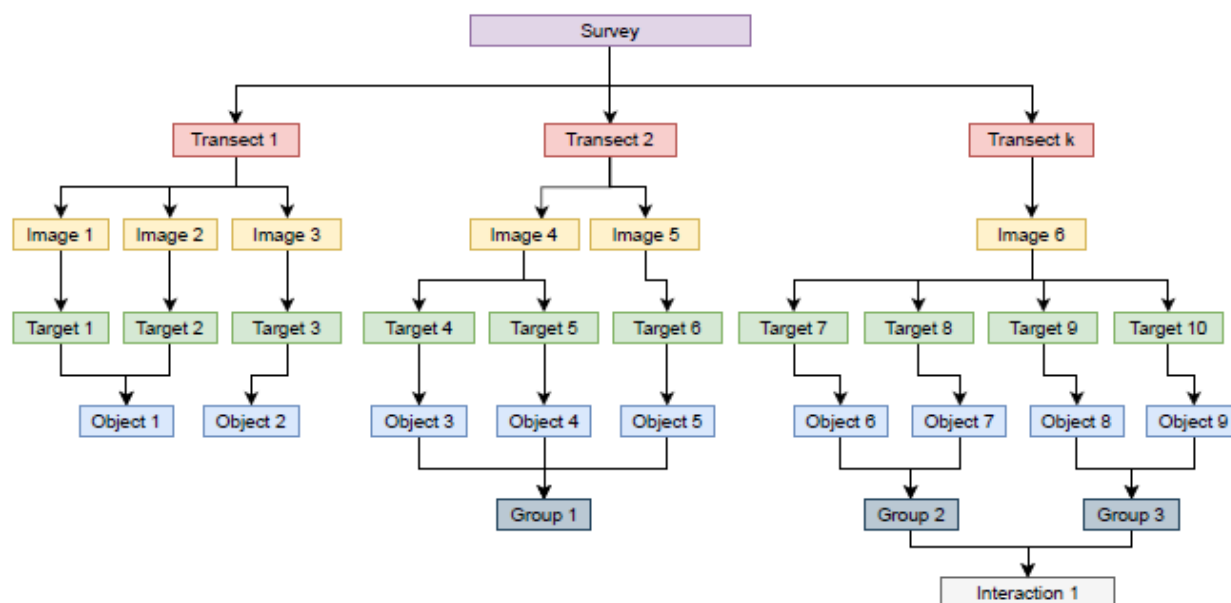 Survey
Transect 1
Transect 2
Transect k
Image 1
Image 2
Image 3
Image 4
Image 5
Image 6
Target 1
Target 2
Target 3
Target 4
Target 5
Target 6
Target 7
Target 8
Target 9
Target 10
Object 1
Object 2
Object 3
Object 4
Object 5
Object 6
Object 7
Object 8
Object 9
Group 1
Group 2
Group 3
Interaction 1